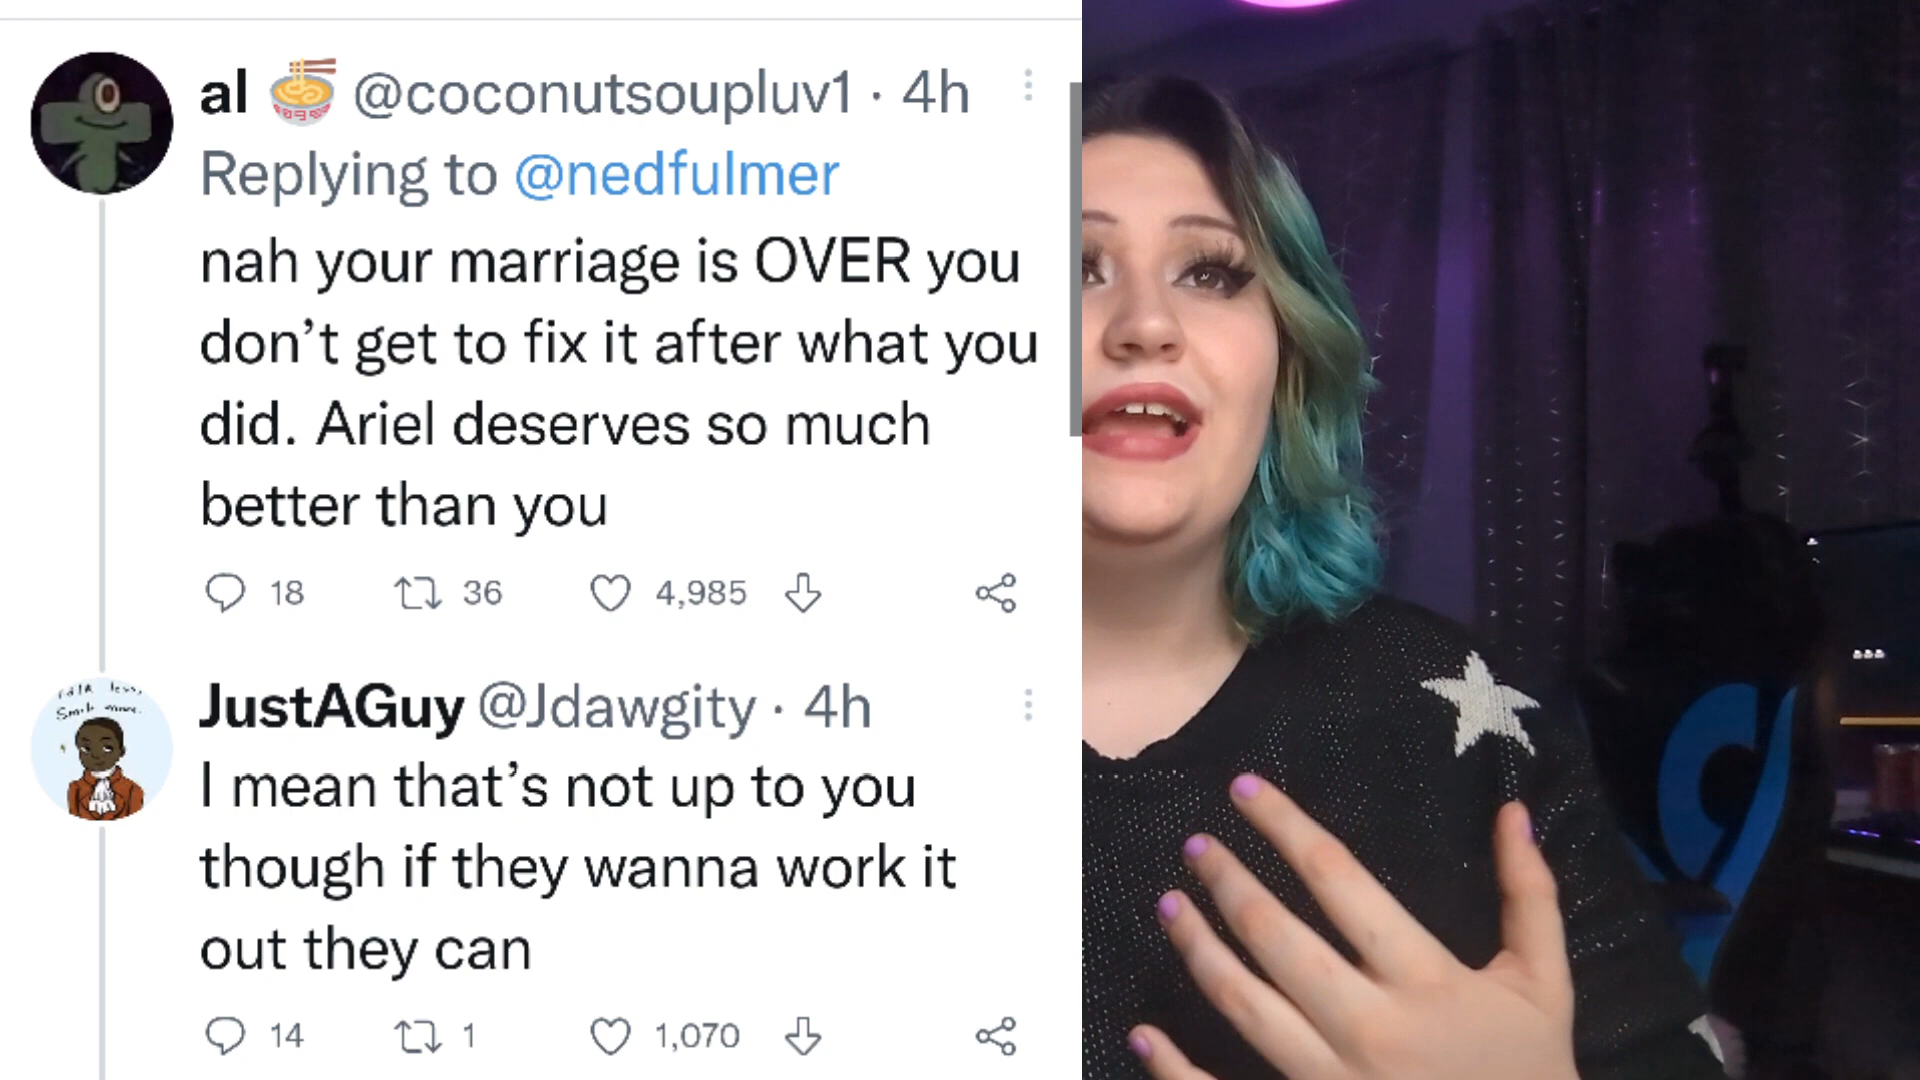 al 🍜 @coconutsoupluv1 · 4h
Replying to @nedfulmer
nah your marriage is OVER you
don’t get to fix it after what you
did. Ariel deserves so much
better than you
18 36 4,985
JustAGuy @Jdawgity · 4h
I mean that’s not up to you
though if they wanna work it
out they can
14 1 1,070